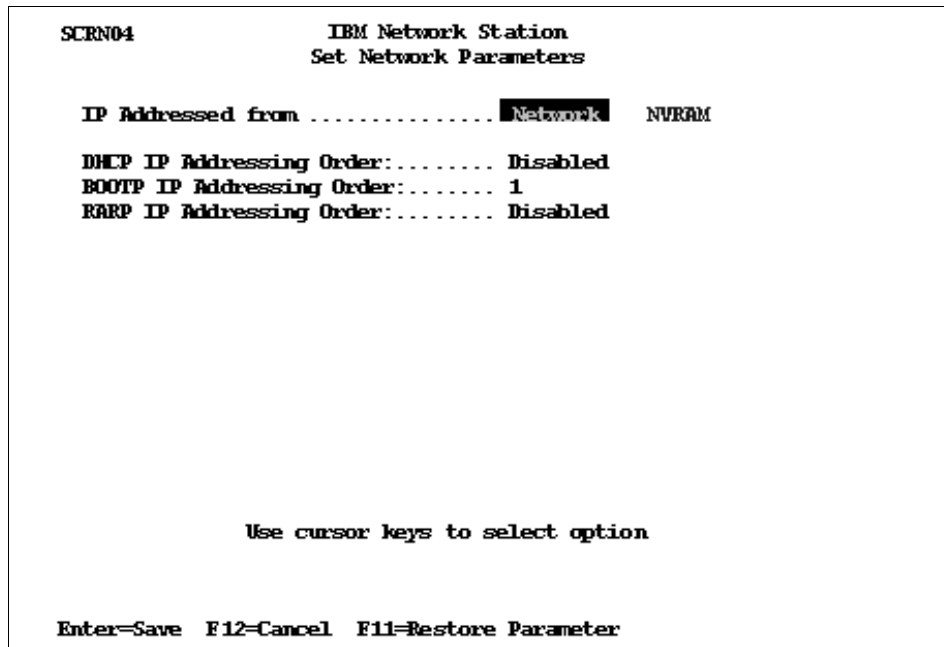 SCRN04 IBM Network Station
Set Network Parameters
IP Addressed from ............... Network NVRAM
DHCP IP Addressing Order:........ Disabled
BOOTP IP Addressing Order:....... 1
RARP IP Addressing Order:........ Disabled
Use cursor keys to select option
Enter=Save F12=Cancel F11=Restore Parameter